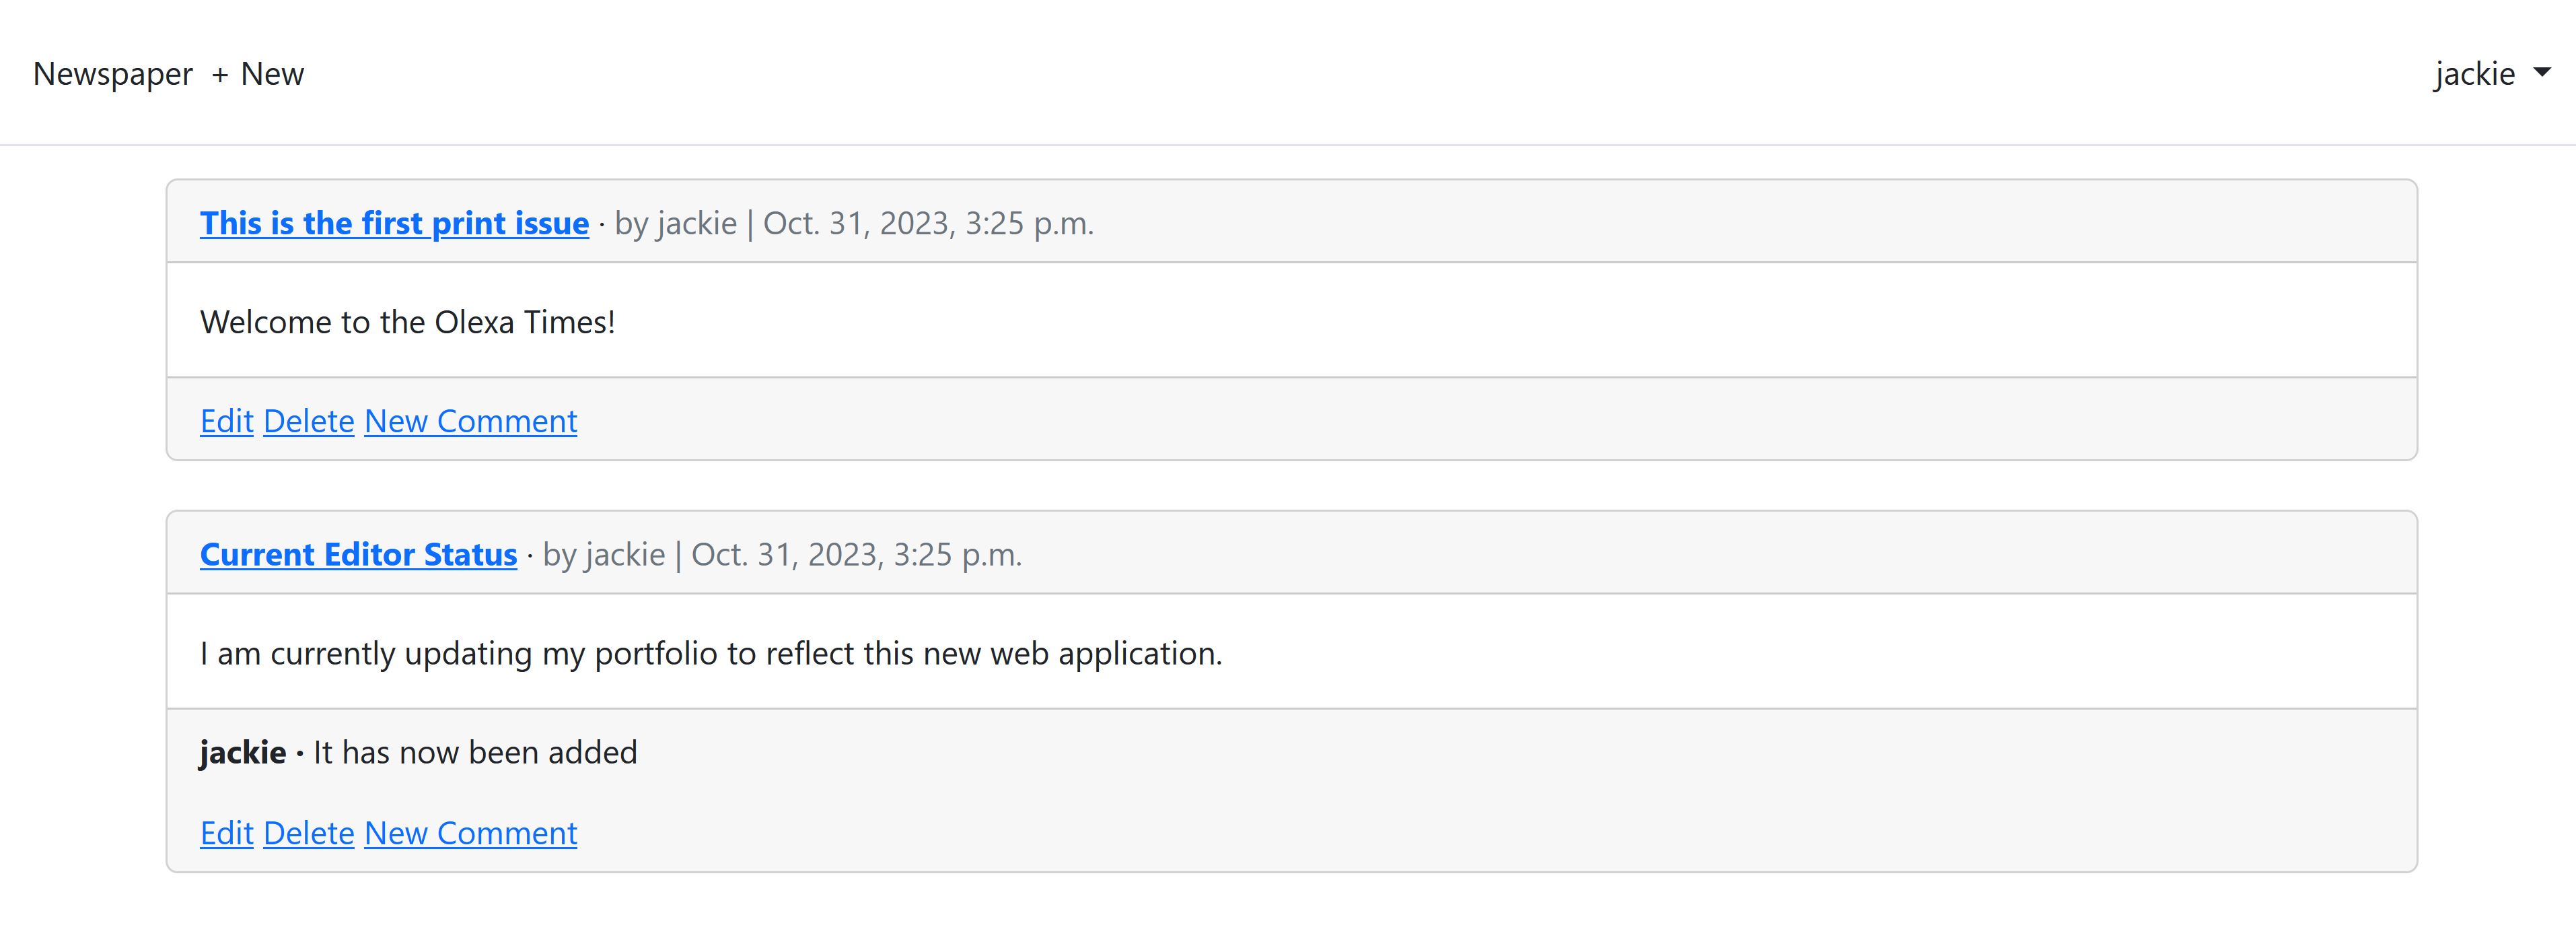 Newspaper + New jackie
This is the first print issue · by jackie | Oct. 31, 2023, 3:25 p.m.
Welcome to the Olexa Times!
Edit Delete New Comment
Current Editor Status · by jackie | Oct. 31, 2023, 3:25 p.m.
I am currently updating my portfolio to reflect this new web application.
jackie · It has now been added
Edit Delete New Comment